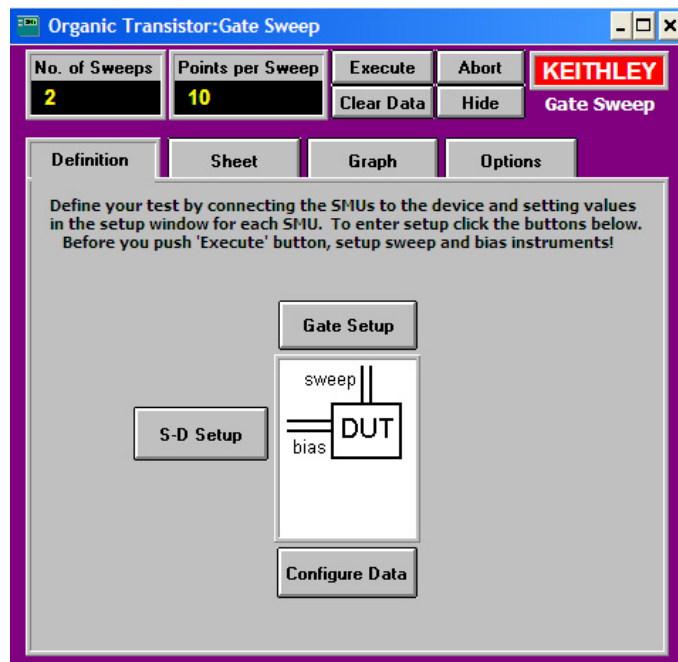 Organic Transistor:Gate Sweep
No. of Sweeps
2
Points per Sweep
10
Execute
Abort
Clear Data
Hide
KEITHLEY
Gate Sweep
Definition
Sheet
Graph
Options
Define your test by connecting the SMUs to the device and setting values
in the setup window for each SMU. To enter setup click the buttons below.
Before you push 'Execute' button, setup sweep and bias instruments!
Gate Setup
sweep
S-D Setup
DUT
bias
Configure Data